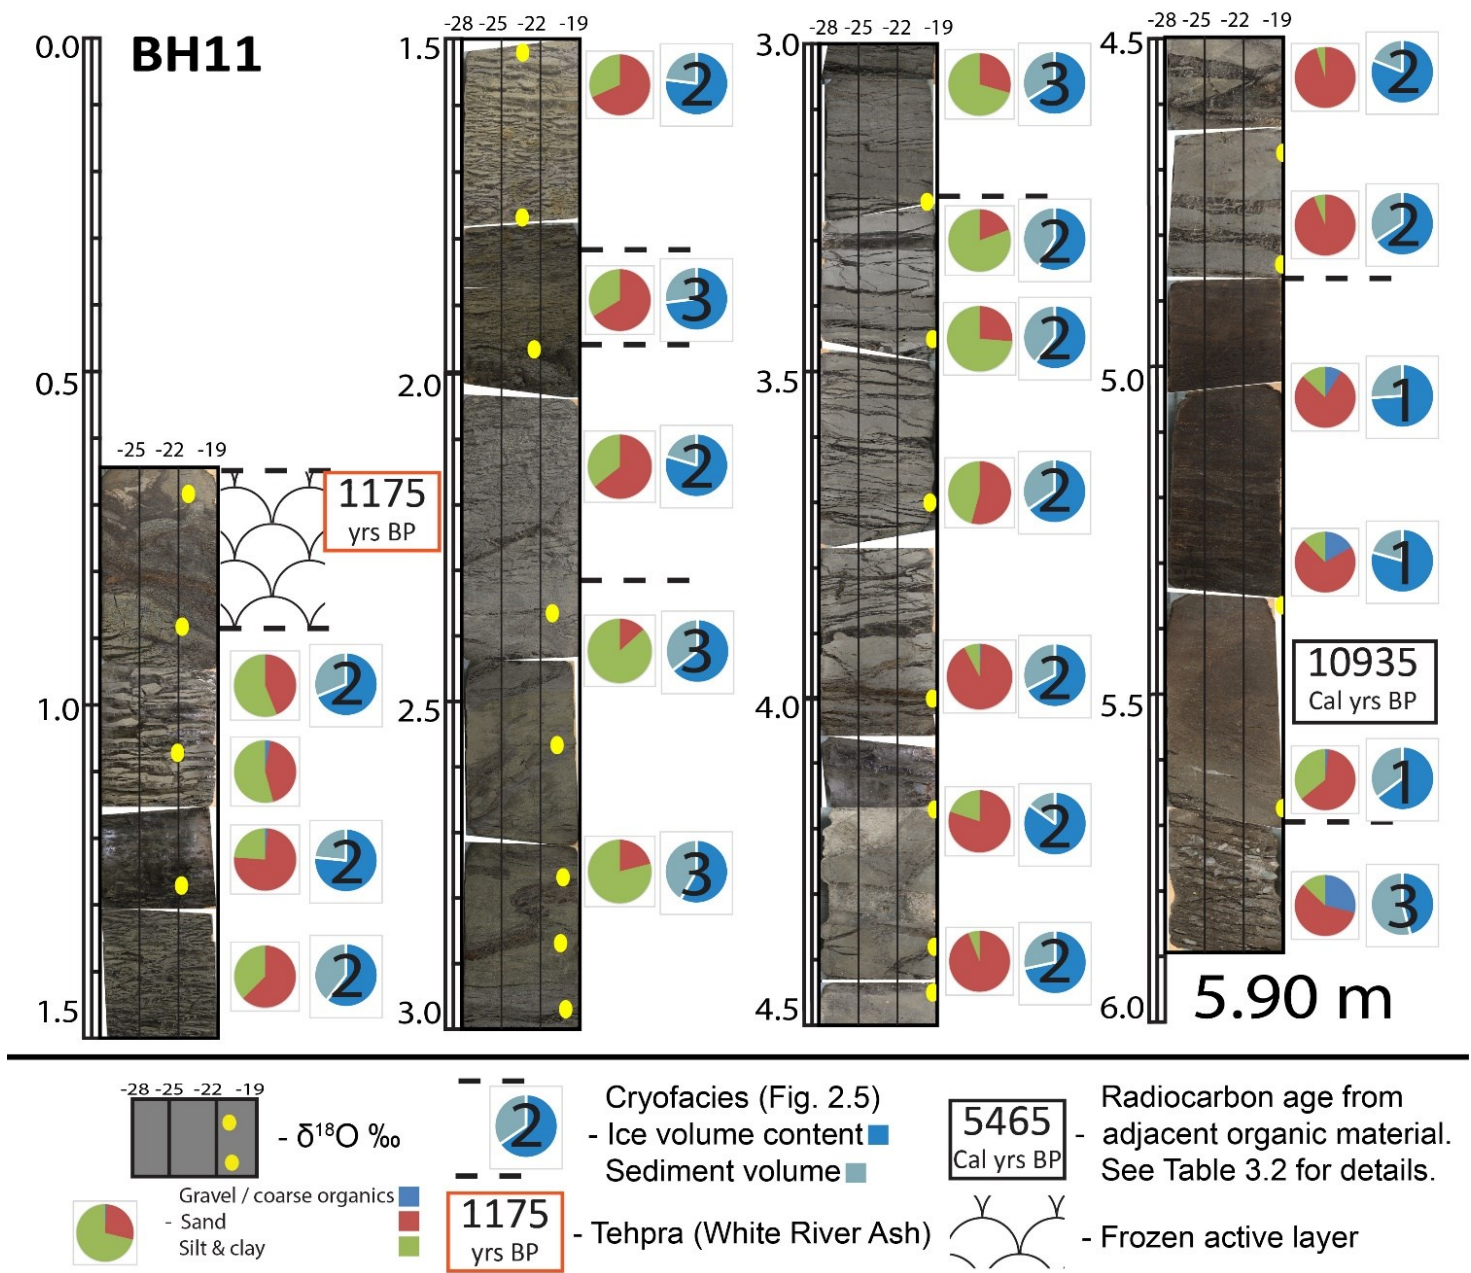 BH11
0.0
0.5
1.0
1.5
-25 -22 -19
1175
yrs BP
2
2
2
-28 -25 -22 -19
1.5
2.0
2.5
3.0
2
3
2
3
3
-28 -25 -22 -19
3.0
3.5
4.0
4.5
3
2
2
2
2
2
2
-28 -25 -22 -19
4.5
5.0
5.5
6.0
2
2
1
1
10935
Cal yrs BP
1
3
5.90 m
-28 -25 -22 -19
- δ¹⁸O ‰
Gravel / coarse organics
- Sand
Silt & clay
2
Cryofacies (Fig. 2.5)
- Ice volume content
Sediment volume
1175
yrs BP
- Tehpra (White River Ash)
5465
Cal yrs BP
-
Radiocarbon age from
adjacent organic material.
See Table 3.2 for details.
- Frozen active layer